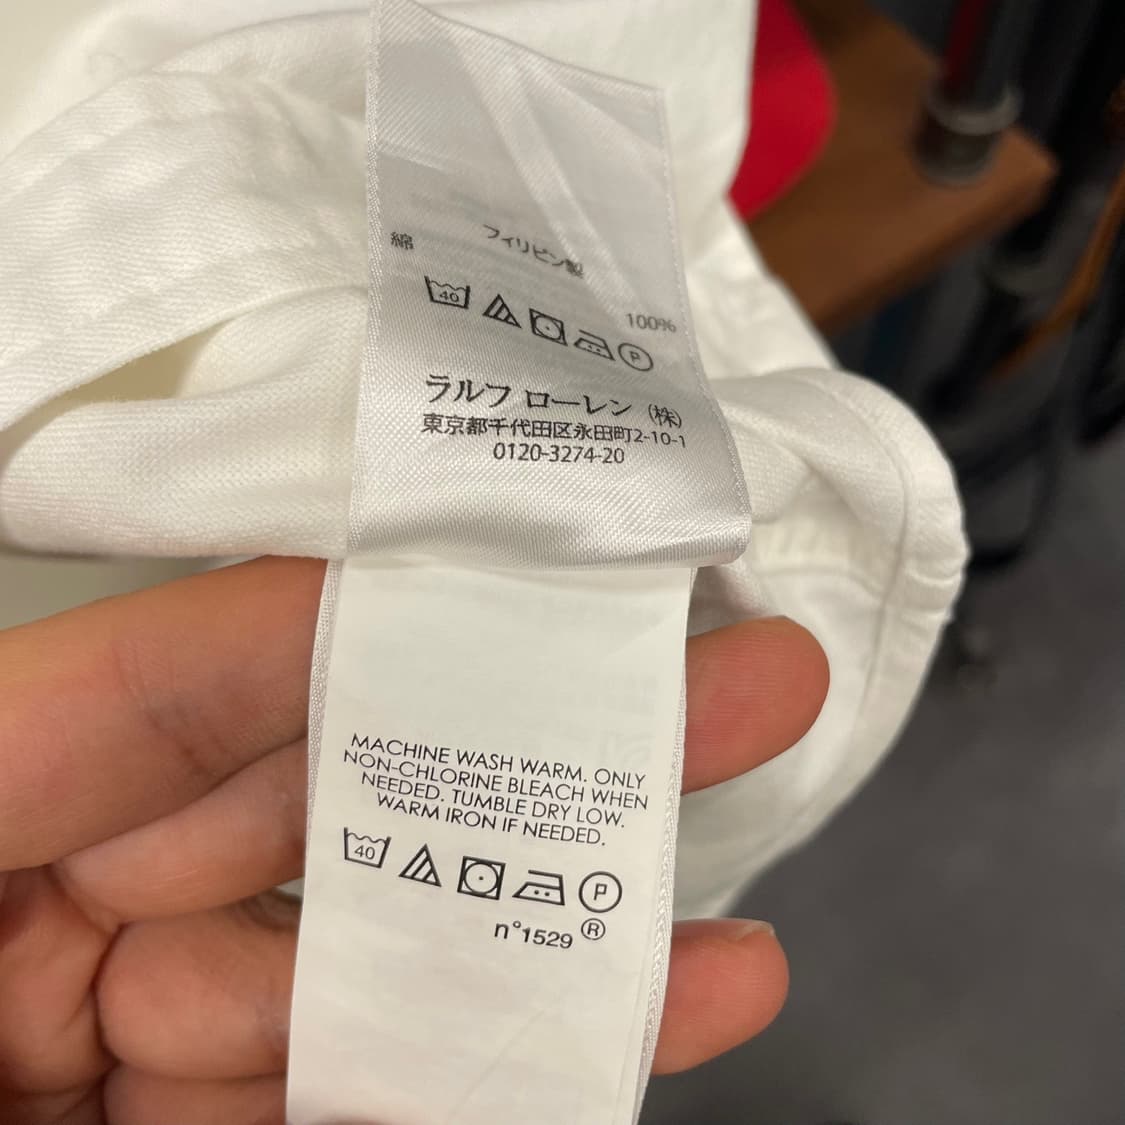 フィリピン製
綿 100%
40 P
ラルフ ローレン (株)
東京都千代田区永田町2-10-1
0120-3274-20
MACHINE WASH WARM. ONLY
NON-CHLORINE BLEACH WHEN
NEEDED. TUMBLE DRY LOW.
WARM IRON IF NEEDED.
40 P
n°1529 ®